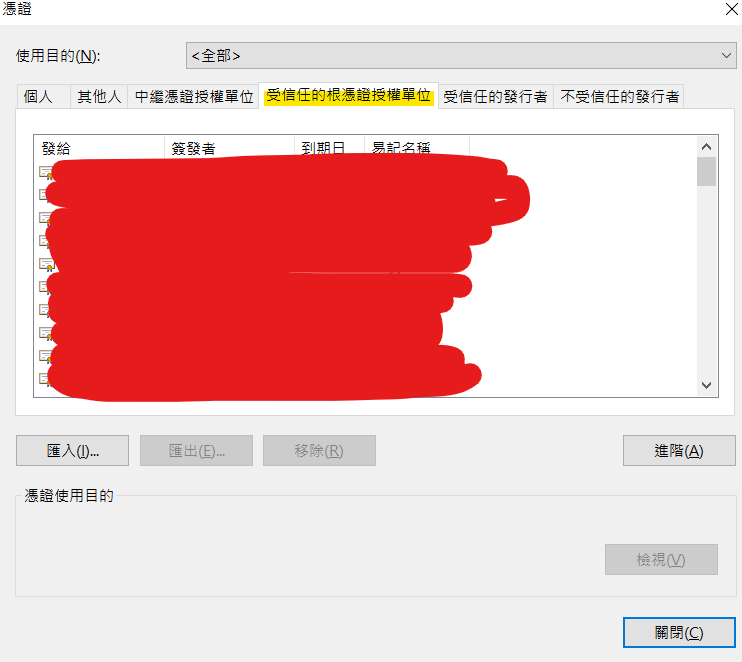 憑證
使用目的(N):
<全部>
個人 其他人 中繼憑證授權單位 受信任的根憑證授權單位 受信任的發行者 不受信任的發行者
發給 簽發者 到期日 易記名稱
匯入(I)... 匯出(E)... 移除(R) 進階(A)
憑證使用目的
檢視(V)
關閉(C)